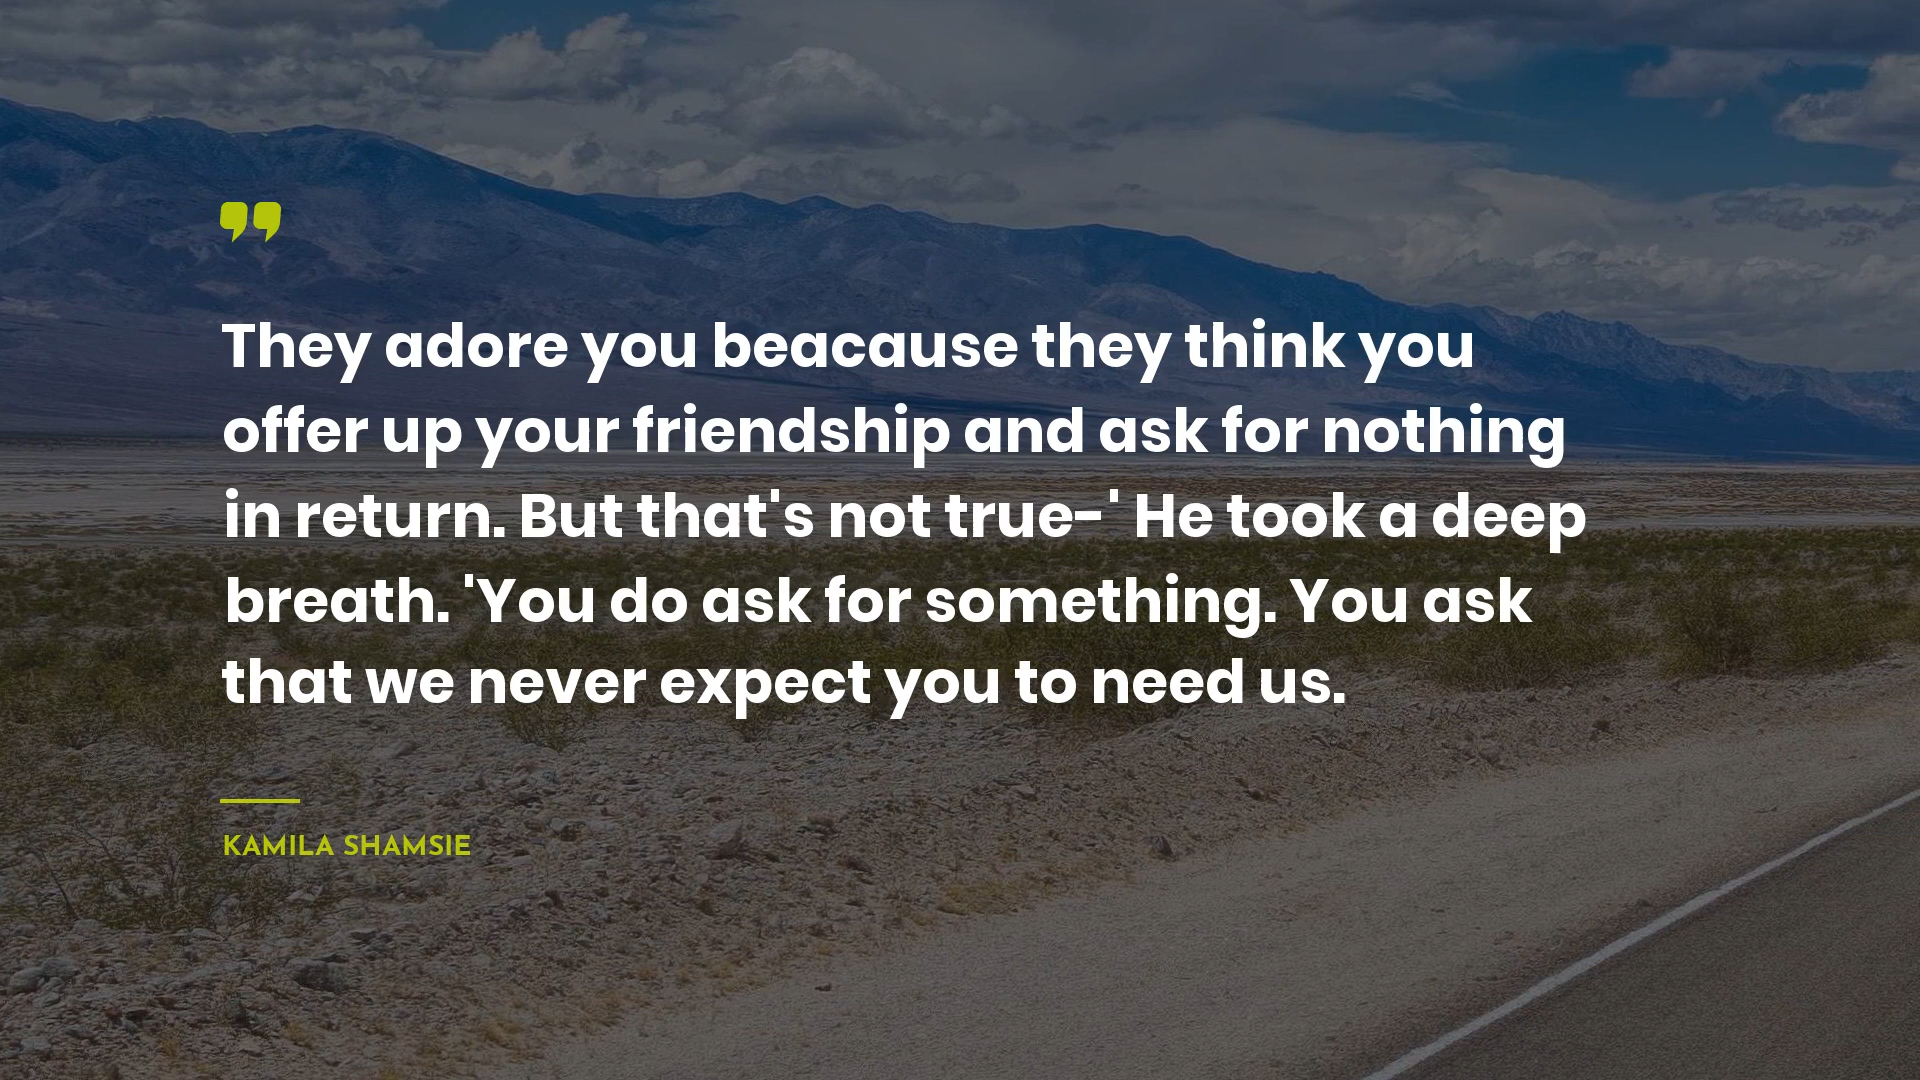 They adore you beacause they think you
offer up your friendship and ask for nothing
in return. But that's not true-' He took a deep
breath. 'You do ask for something. You ask
that we never expect you to need us.
KAMILA SHAMSIE